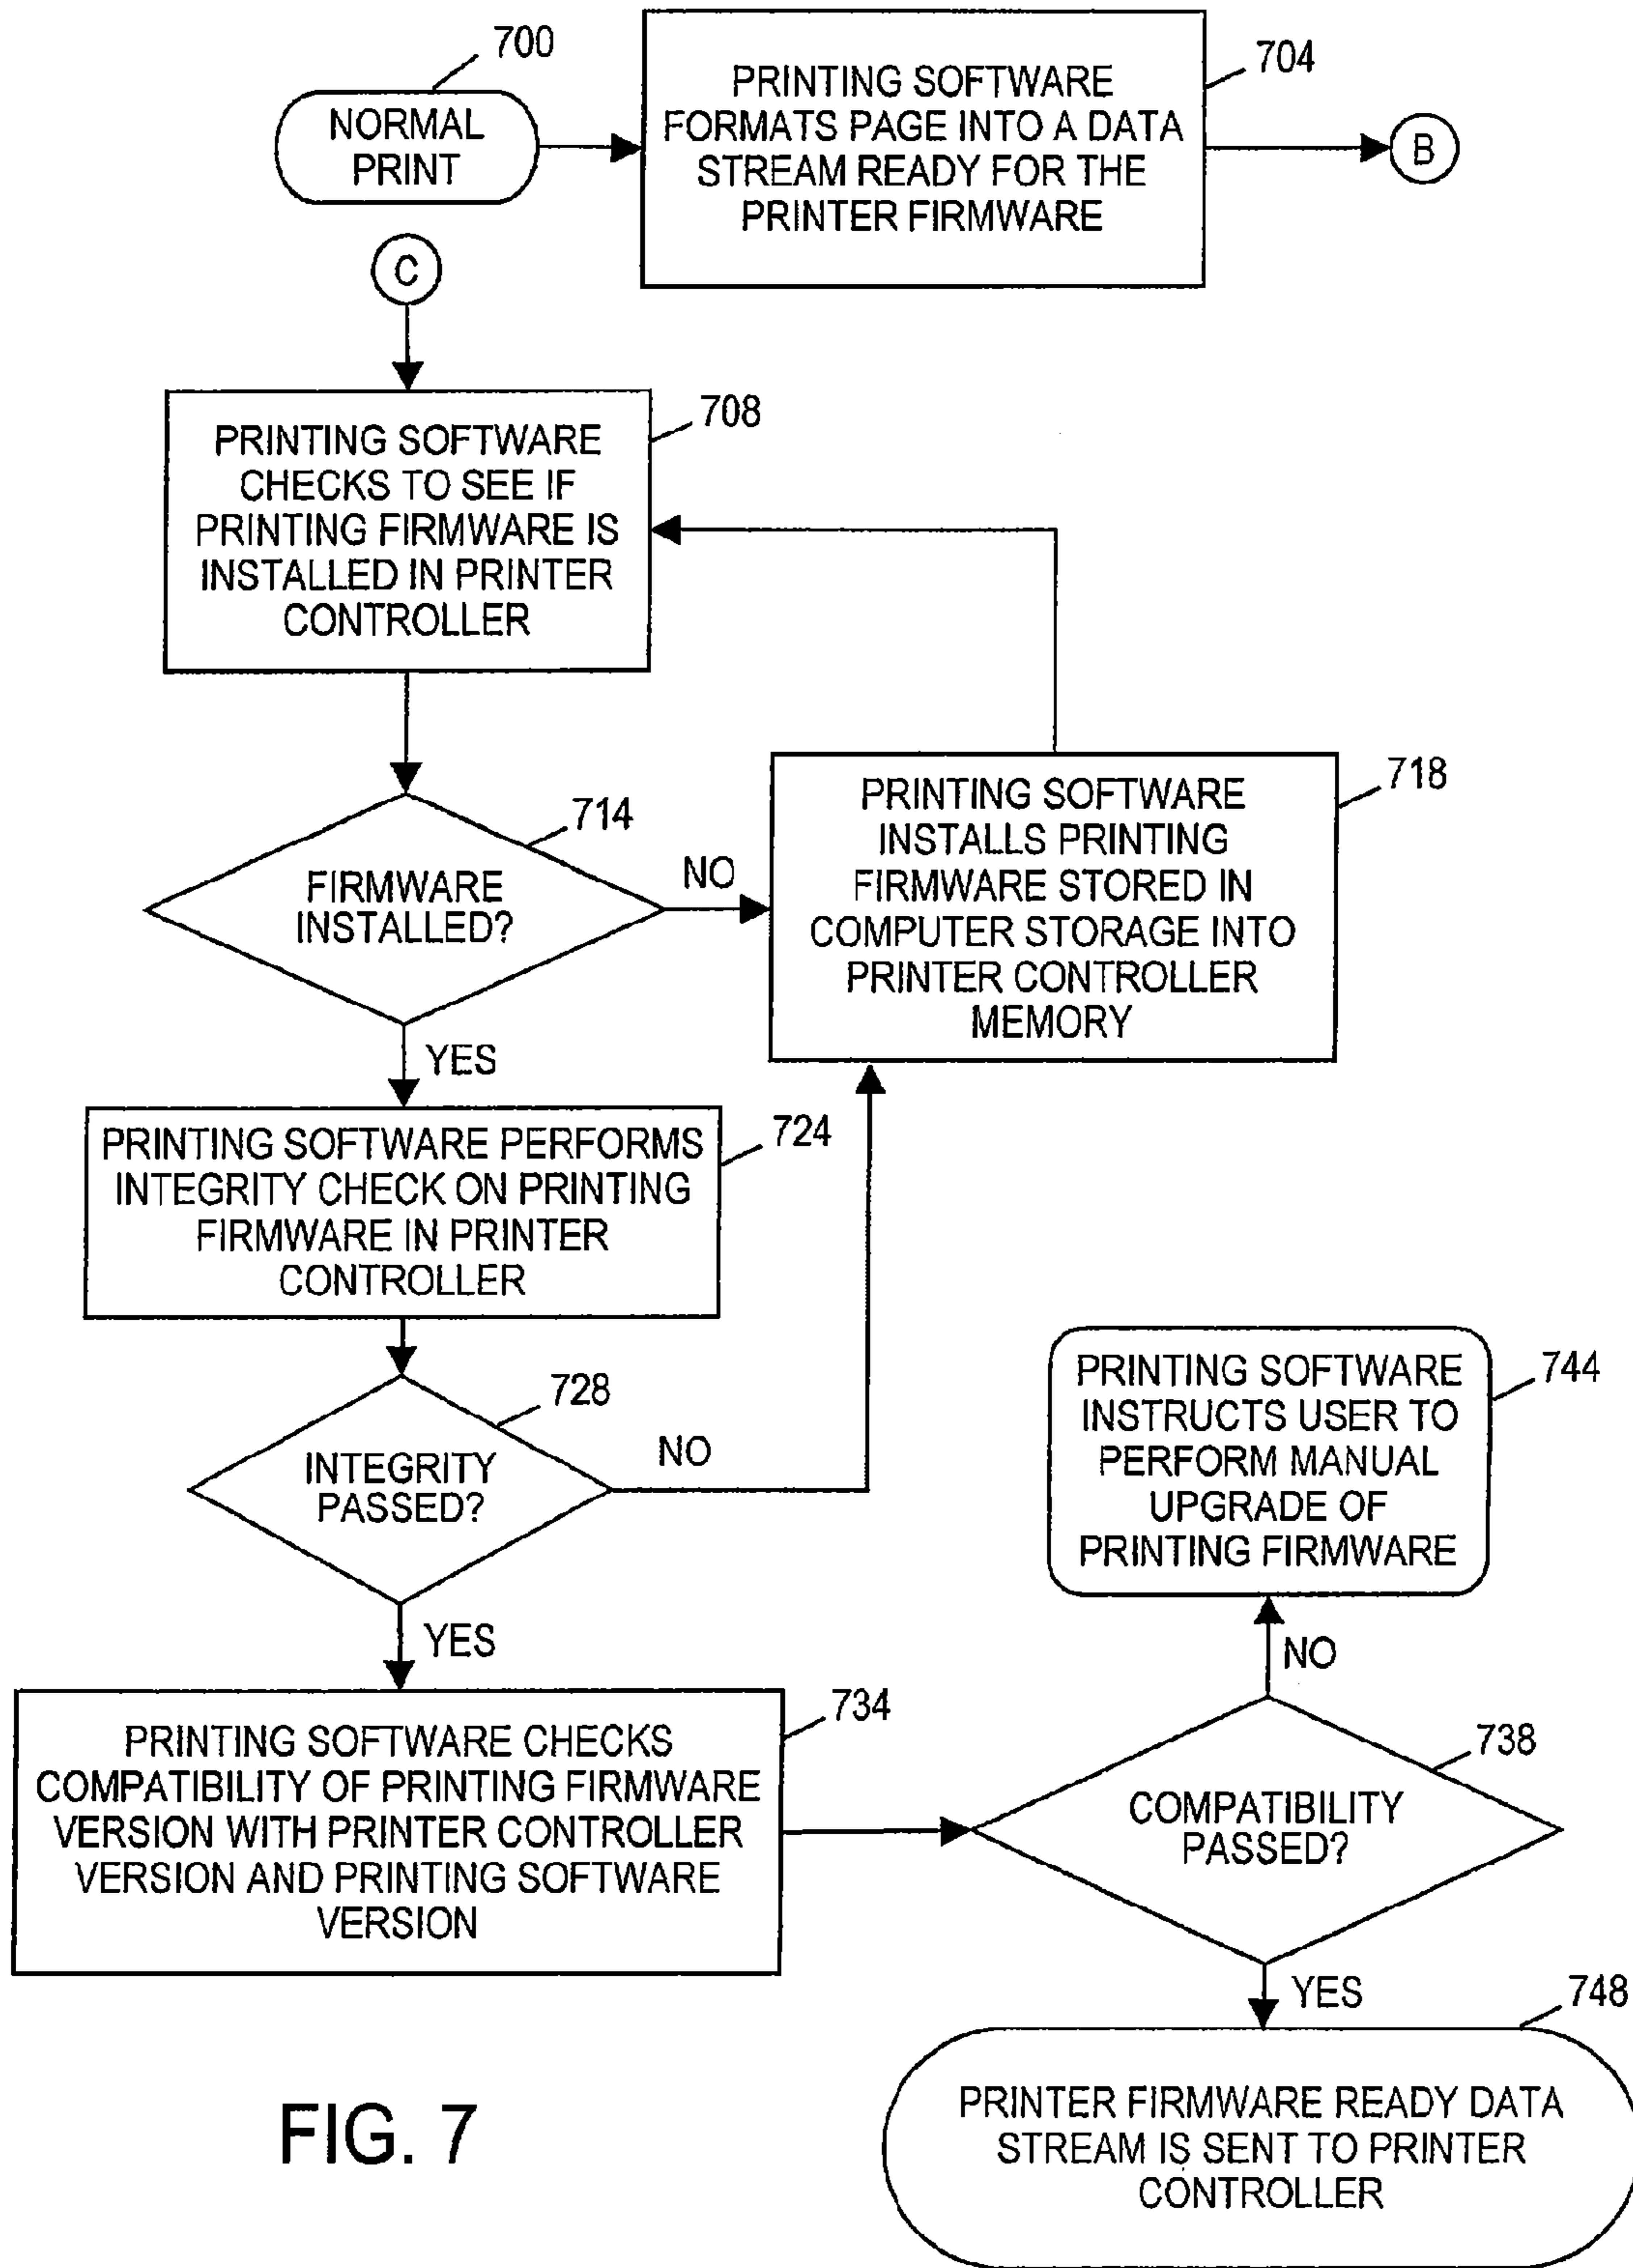 700
NORMAL
PRINT
704
PRINTING SOFTWARE
FORMATS PAGE INTO A DATA
STREAM READY FOR THE
PRINTER FIRMWARE
B
C
708
PRINTING SOFTWARE
CHECKS TO SEE IF
PRINTING FIRMWARE IS
INSTALLED IN PRINTER
CONTROLLER
714
FIRMWARE
INSTALLED?
NO
718
PRINTING SOFTWARE
INSTALLS PRINTING
FIRMWARE STORED IN
COMPUTER STORAGE INTO
PRINTER CONTROLLER
MEMORY
YES
724
PRINTING SOFTWARE PERFORMS
INTEGRITY CHECK ON PRINTING
FIRMWARE IN PRINTER
CONTROLLER
728
INTEGRITY
PASSED?
NO
YES
734
PRINTING SOFTWARE CHECKS
COMPATIBILITY OF PRINTING FIRMWARE
VERSION WITH PRINTER CONTROLLER
VERSION AND PRINTING SOFTWARE
VERSION
738
COMPATIBILITY
PASSED?
NO
744
PRINTING SOFTWARE
INSTRUCTS USER TO
PERFORM MANUAL
UPGRADE OF
PRINTING FIRMWARE
YES
748
PRINTER FIRMWARE READY DATA
STREAM IS SENT TO PRINTER
CONTROLLER
FIG. 7